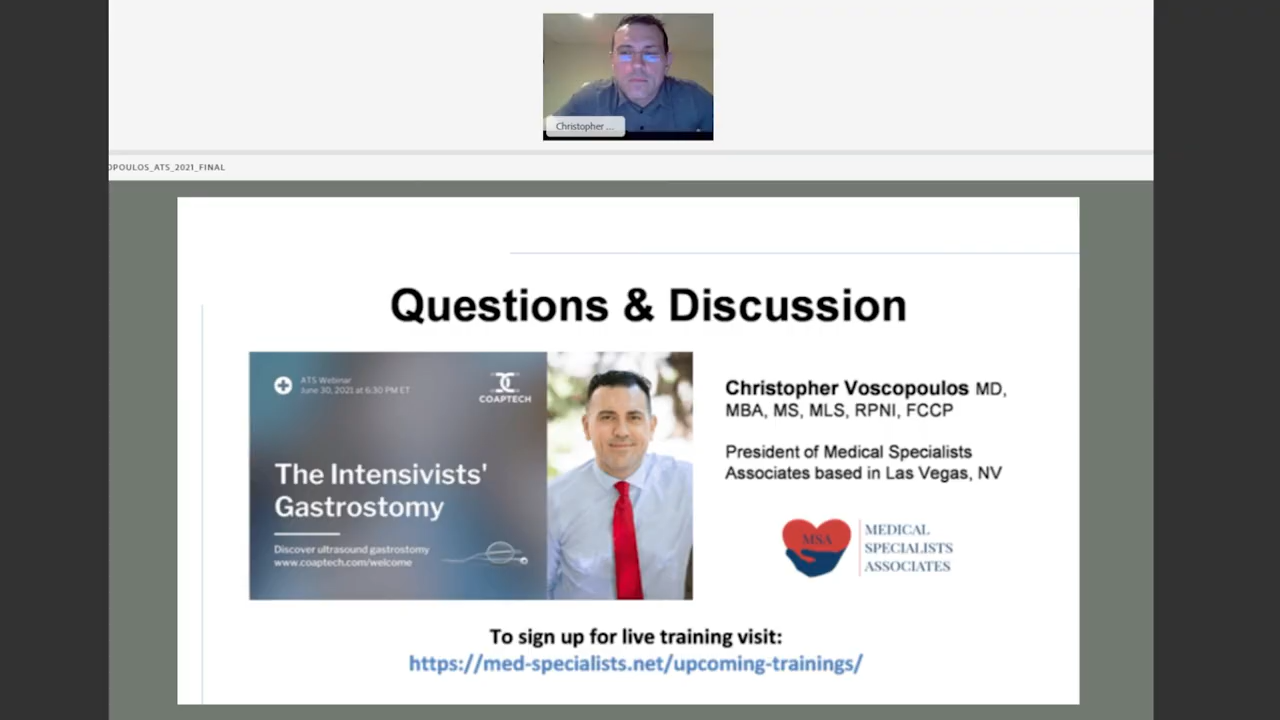 Christopher ...
OPOULOS_ATS_2021_FINAL
Questions & Discussion
ATS Webinar
June 30, 2021 at 6:30 PM ET
COAPTECH
The Intensivists'
Gastrostomy
Discover ultrasound gastrostomy
www.coaptech.com/welcome
Christopher Voscopoulos MD,
MBA, MS, MLS, RPNI, FCCP
President of Medical Specialists
Associates based in Las Vegas, NV
MSA
MEDICAL
SPECIALISTS
ASSOCIATES
To sign up for live training visit:
https://med-specialists.net/upcoming-trainings/